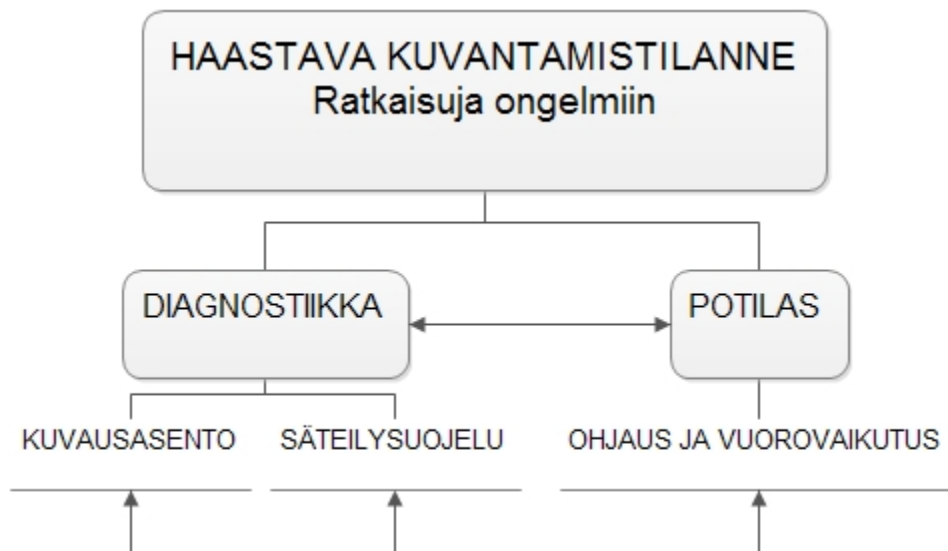 HAASTAVA KUVANTAMISTILANNE
Ratkaisuja ongelmiin
DIAGNOSTIIKKA
POTILAS
KUVAUSASENTO
SÄTEILYSUOJELU
OHJAUS JA VUOROVAIKUTUS